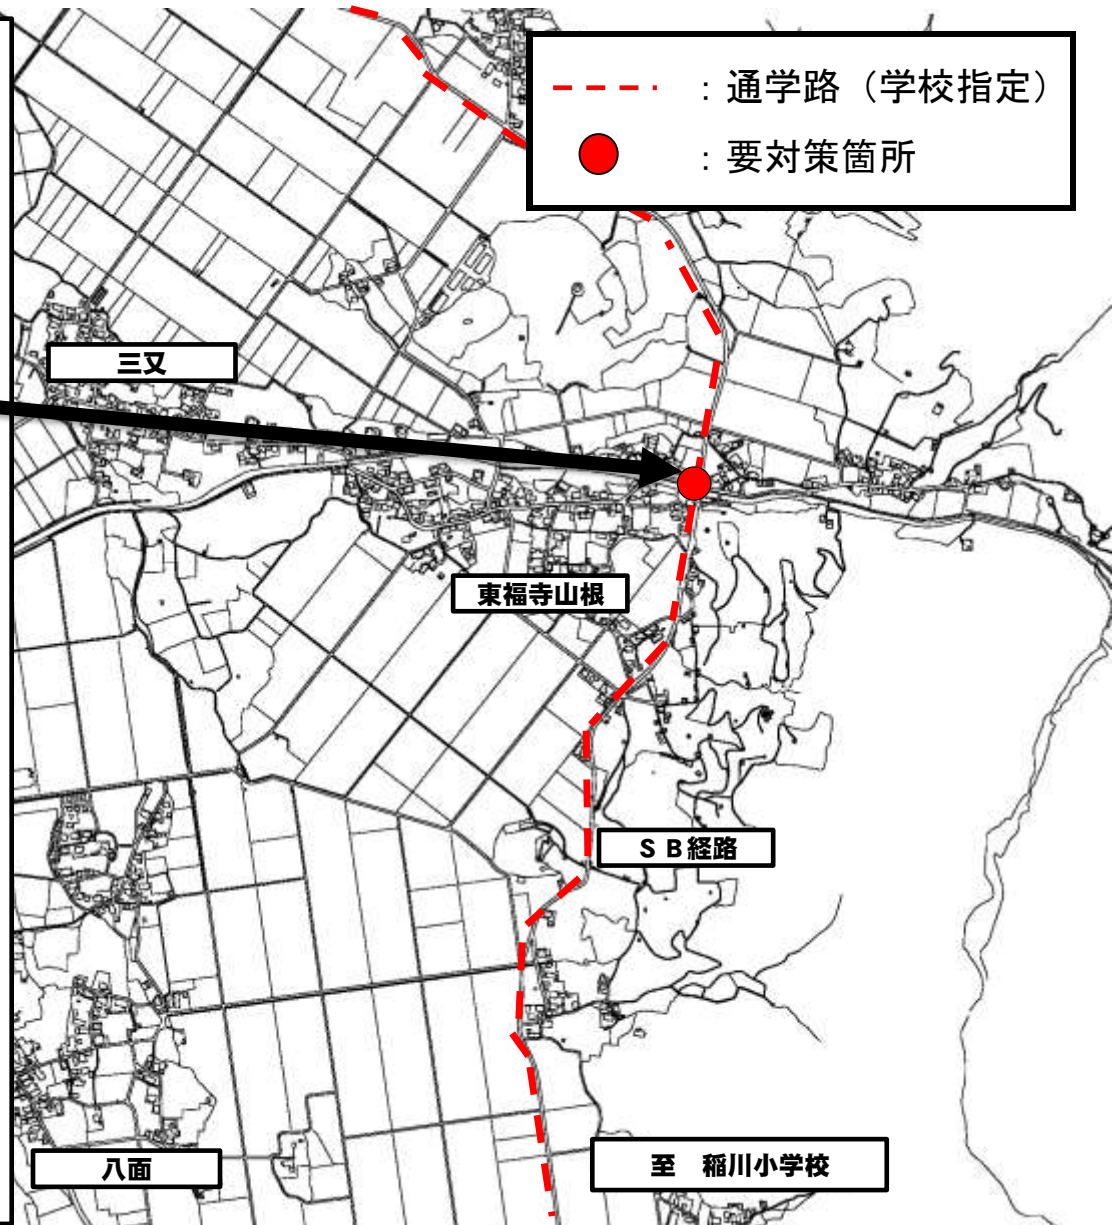 ：通学路（学校指定）
：要対策箇所
三又
東福寺山根
ＳＢ経路
八面
至　稲川小学校